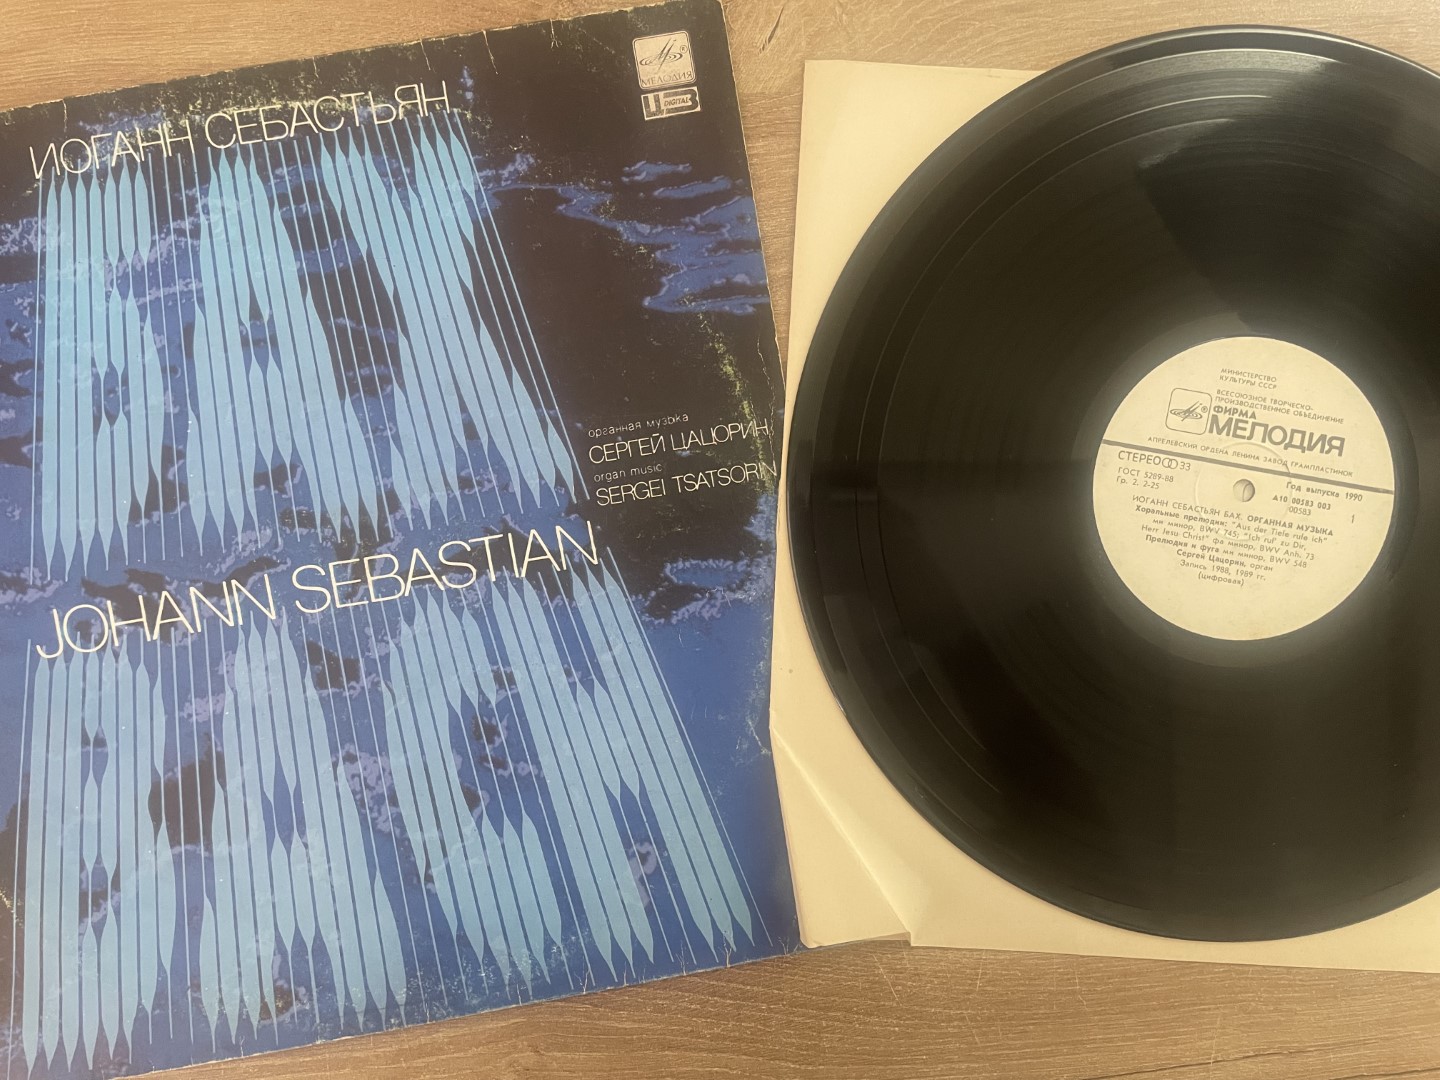 ИОГАНН СЕБАСТЬЯН
БАХ
МЕЛОДИЯ
ЦЗ DIGITAL
органная музыка
СЕРГЕЙ ЦАЦОРИН
organ music
SERGEI TSATSORIN
JOHANN SEBASTIAN
BACH
МИНИСТЕРСТВО
КУЛЬТУРЫ СССР
ВСЕСОЮЗНОЕ ТВОРЧЕСКО-
ПРОИЗВОДСТВЕННОЕ ОБЪЕДИНЕНИЕ
ФИРМА
МЕЛОДИЯ
АПРЕЛЕВСКИЙ ОРДЕНА ЛЕНИНА ЗАВОД ГРАМПЛАСТИНОК
СТЕРЕО 33
ГОСТ 5289-88
Гр. 2. 2-25
Год выпуска 1990
А10 00583 003
00583
1
ИОГАНН СЕБАСТЬЯН БАХ. ОРГАННАЯ МУЗЫКА
Хоральные прелюдии: "Aus der Tiefe rufe ich"
ми минор, BWV 745; "Ich ruf' zu Dir,
Herr Jesu Christ" фа минор, BWV Anh. 73
Прелюдия и фуга ми минор, BWV 548
Сергей Цацорин, орган
Запись 1988, 1989 гг.
(цифровая)